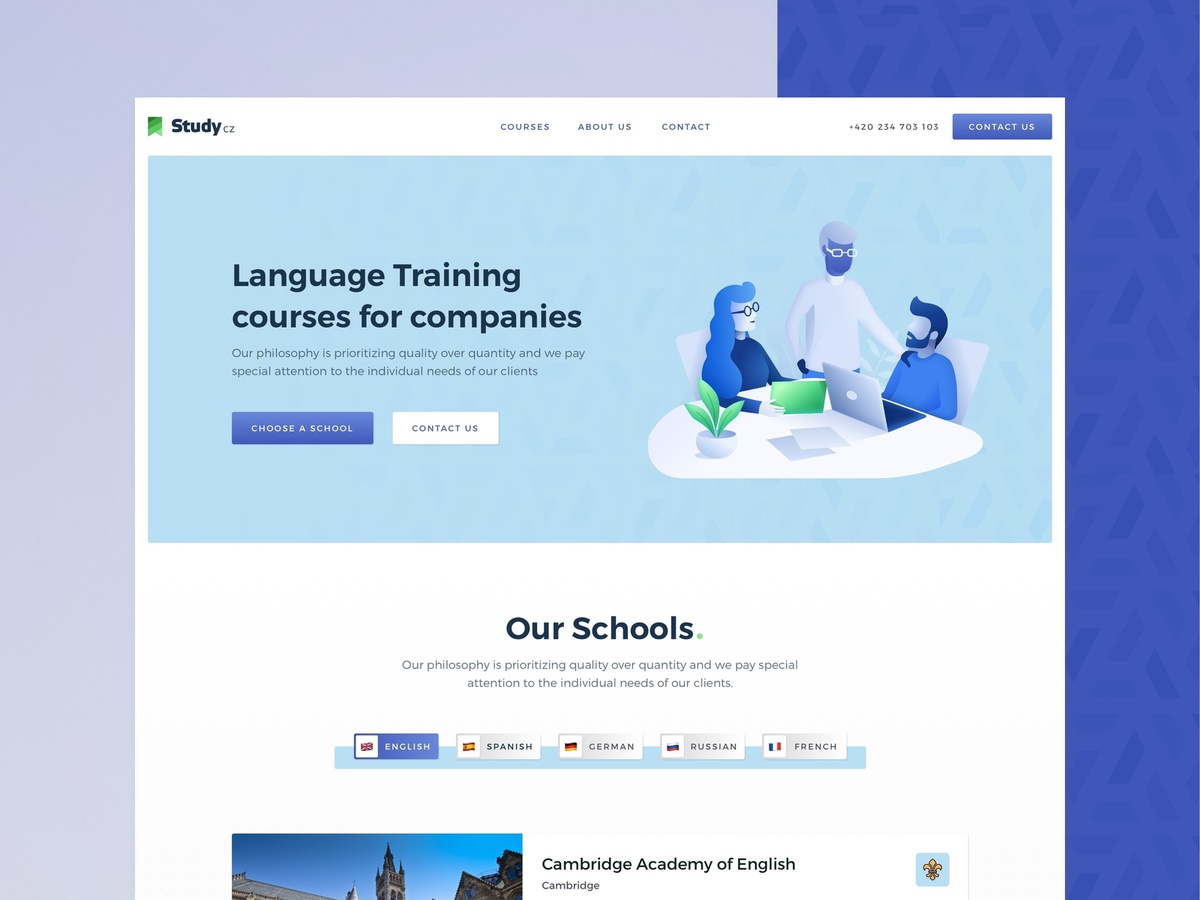 Study cz
COURSES
ABOUT US
CONTACT
+420 234 703 103
CONTACT US
Language Training
courses for companies
Our philosophy is prioritizing quality over quantity and we pay
special attention to the individual needs of our clients
CHOOSE A SCHOOL
CONTACT US
Our Schools.
Our philosophy is prioritizing quality over quantity and we pay special
attention to the individual needs of our clients.
ENGLISH
SPANISH
GERMAN
RUSSIAN
FRENCH
Cambridge Academy of English
Cambridge